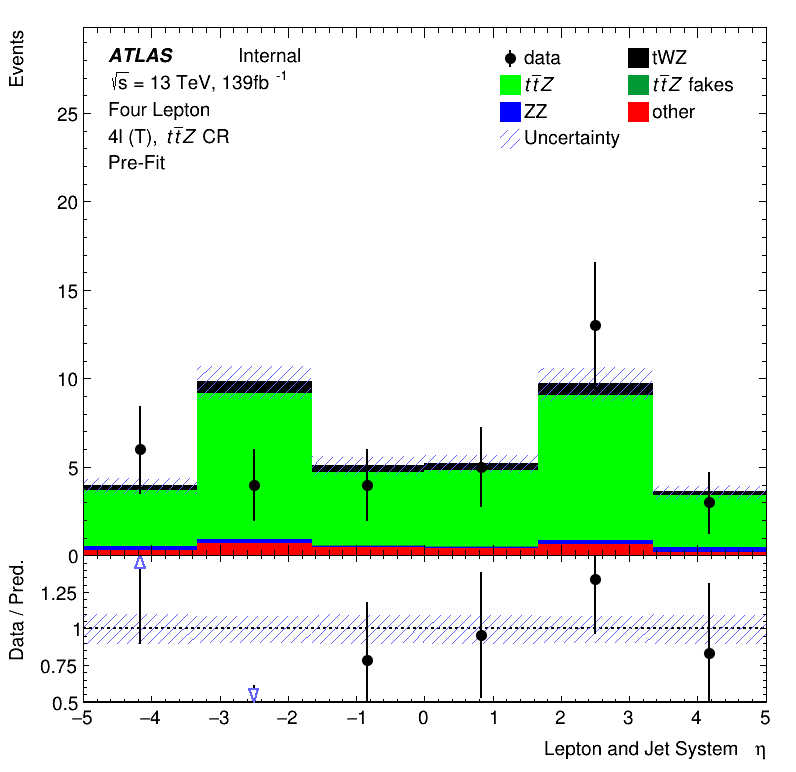 Events
ATLAS Internal
√s = 13 TeV, 139fb -1
Four Lepton
4l (T), tt̅Z CR
Pre-Fit
data
tWZ
tt̅Z
tt̅Z fakes
ZZ
other
Uncertainty
25
20
15
10
5
0
Data / Pred.
1.25
1
0.75
0.5
−5 −4 −3 −2 −1 0 1 2 3 4 5
Lepton and Jet System η